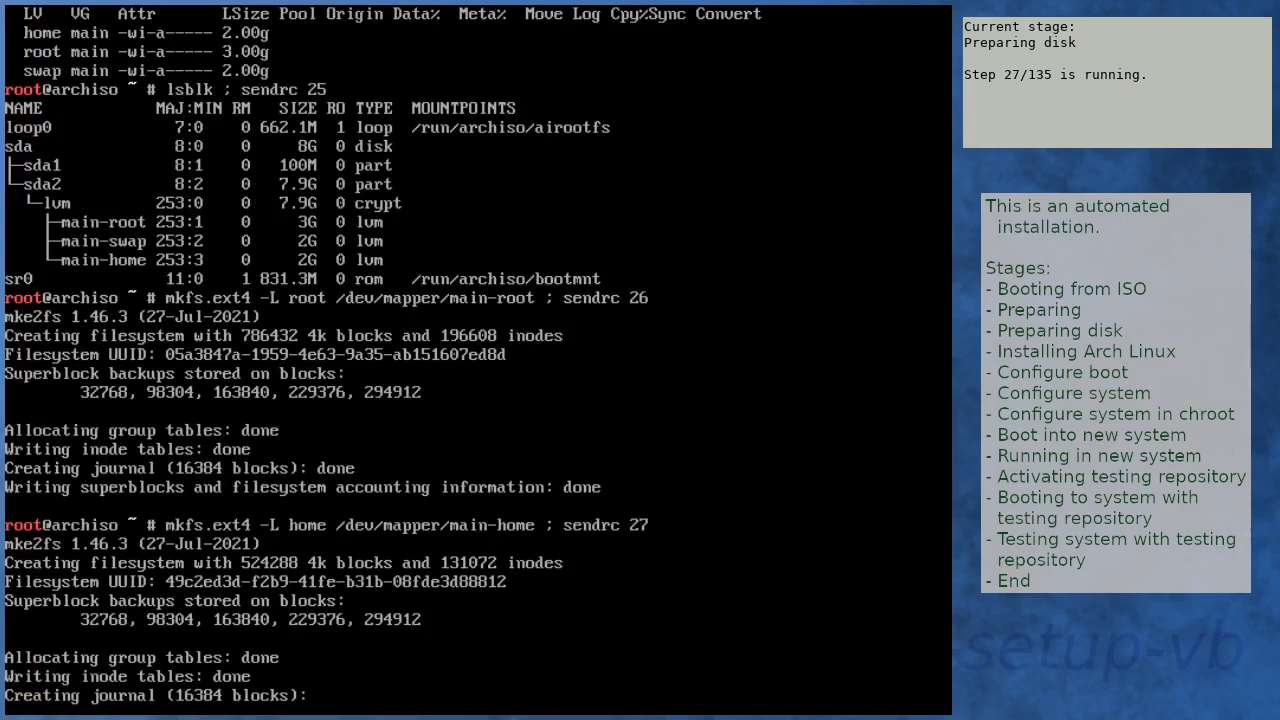 LV   VG   Attr       LSize Pool Origin Data%  Meta%  Move Log Cpy%Sync Convert
home main -wi-a----- 2.00g
root main -wi-a----- 3.00g
swap main -wi-a----- 2.00g
root@archiso ~ # lsblk ; sendrc 25
NAME            MAJ:MIN RM   SIZE RO TYPE  MOUNTPOINTS
loop0             7:0    0 662.1M  1 loop  /run/archiso/airootfs
sda               8:0    0     8G  0 disk
├─sda1            8:1    0   100M  0 part
└─sda2            8:2    0   7.9G  0 part
  └─lvm         253:0    0   7.9G  0 crypt
    ├─main-root 253:1    0     3G  0 lvm
    ├─main-swap 253:2    0     2G  0 lvm
    └─main-home 253:3    0     2G  0 lvm
sr0              11:0    1 831.3M  0 rom   /run/archiso/bootmnt
root@archiso ~ # mkfs.ext4 -L root /dev/mapper/main-root ; sendrc 26
mke2fs 1.46.3 (27-Jul-2021)
Creating filesystem with 786432 4k blocks and 196608 inodes
Filesystem UUID: 05a3847a-1959-4e63-9a35-ab151607ed8d
Superblock backups stored on blocks:
        32768, 98304, 163840, 229376, 294912
Allocating group tables: done
Writing inode tables: done
Creating journal (16384 blocks): done
Writing superblocks and filesystem accounting information: done
root@archiso ~ # mkfs.ext4 -L home /dev/mapper/main-home ; sendrc 27
mke2fs 1.46.3 (27-Jul-2021)
Creating filesystem with 524288 4k blocks and 131072 inodes
Filesystem UUID: 49c2ed3d-f2b9-41fe-b31b-08fde3d88812
Superblock backups stored on blocks:
        32768, 98304, 163840, 229376, 294912
Allocating group tables: done
Writing inode tables: done
Creating journal (16384 blocks):
Current stage:
Preparing disk
Step 27/135 is running.
This is an automated
installation.
Stages:
- Booting from ISO
- Preparing
- Preparing disk
- Installing Arch Linux
- Configure boot
- Configure system
- Configure system in chroot
- Boot into new system
- Running in new system
- Activating testing repository
- Booting to system with
testing repository
- Testing system with testing
repository
- End
setup-vb